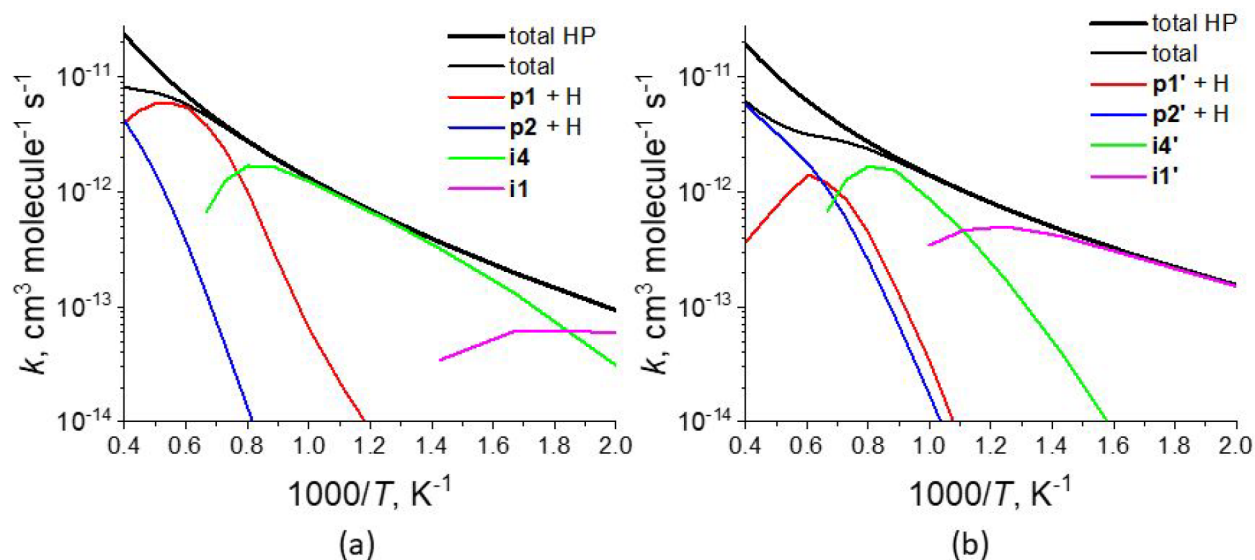 total HP
total
p1 + H
p2 + H
i4
i1
10⁻¹¹
10⁻¹²
10⁻¹³
10⁻¹⁴
k, cm³ molecule⁻¹ s⁻¹
0.4 0.6 0.8 1.0 1.2 1.4 1.6 1.8 2.0
1000/T, K⁻¹
(a)
total HP
total
p1' + H
p2' + H
i4'
i1'
10⁻¹¹
10⁻¹²
10⁻¹³
10⁻¹⁴
k, cm³ molecule⁻¹ s⁻¹
0.4 0.6 0.8 1.0 1.2 1.4 1.6 1.8 2.0
1000/T, K⁻¹
(b)